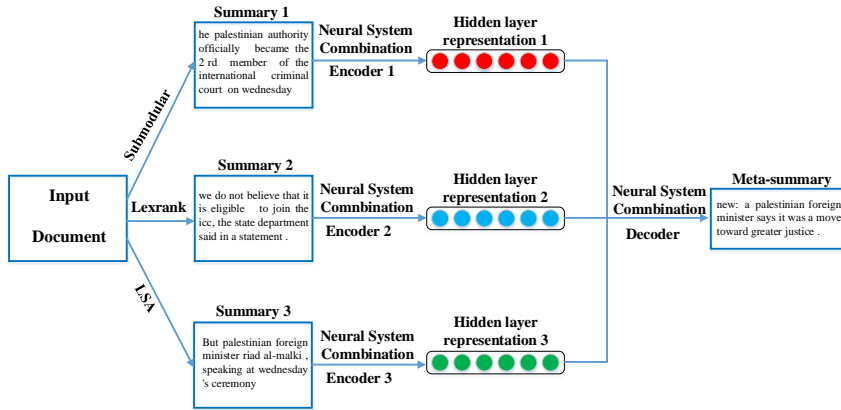 Input
Document
Submodular
Lexrank
LSA
Summary 1
he palestinian authority
officially became the
2 rd member of the
international criminal
court on wednesday
Neural System
Comnbination
Encoder 1
Hidden layer
representation 1
Summary 2
we do not believe that it
is eligible to join the
icc, the state department
said in a statement .
Neural System
Comnbination
Encoder 2
Hidden layer
representation 2
Summary 3
But palestinian foreign
minister riad al-malki ,
speaking at wednesday
's ceremony
Neural System
Comnbination
Encoder 3
Hidden layer
representation 3
Neural System
Comnbination
Decoder
Meta-summary
new: a palestinian foreign
minister says it was a move
toward greater justice .